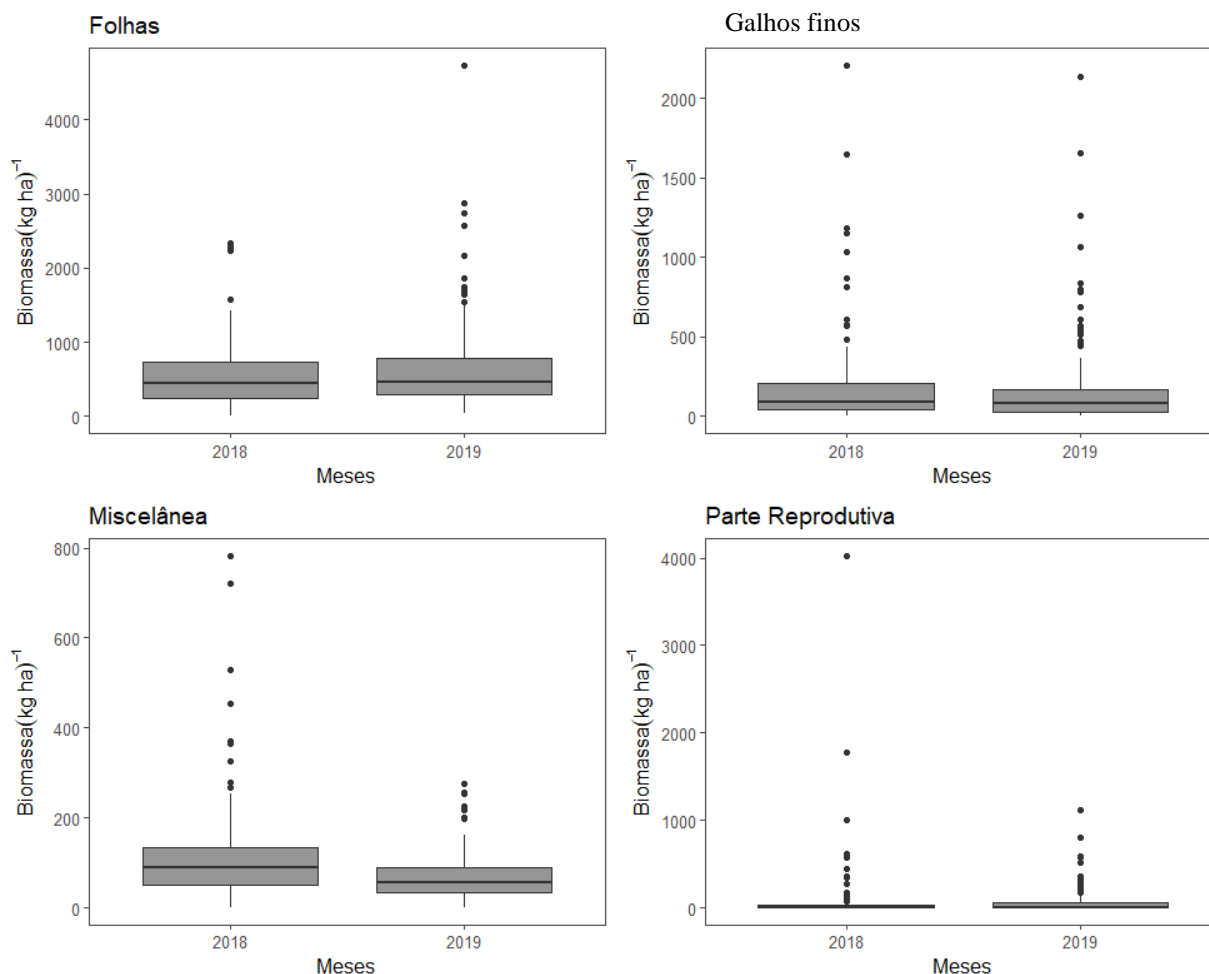 Folhas
Biomassa(kg ha)⁻¹
4000
3000
2000
1000
0
2018
2019
Meses
Galhos finos
Biomassa(kg ha)⁻¹
2000
1500
1000
500
0
2018
2019
Meses
Miscelânea
Biomassa(kg ha)⁻¹
800
600
400
200
0
2018
2019
Meses
Parte Reprodutiva
Biomassa(kg ha)⁻¹
4000
3000
2000
1000
0
2018
2019
Meses